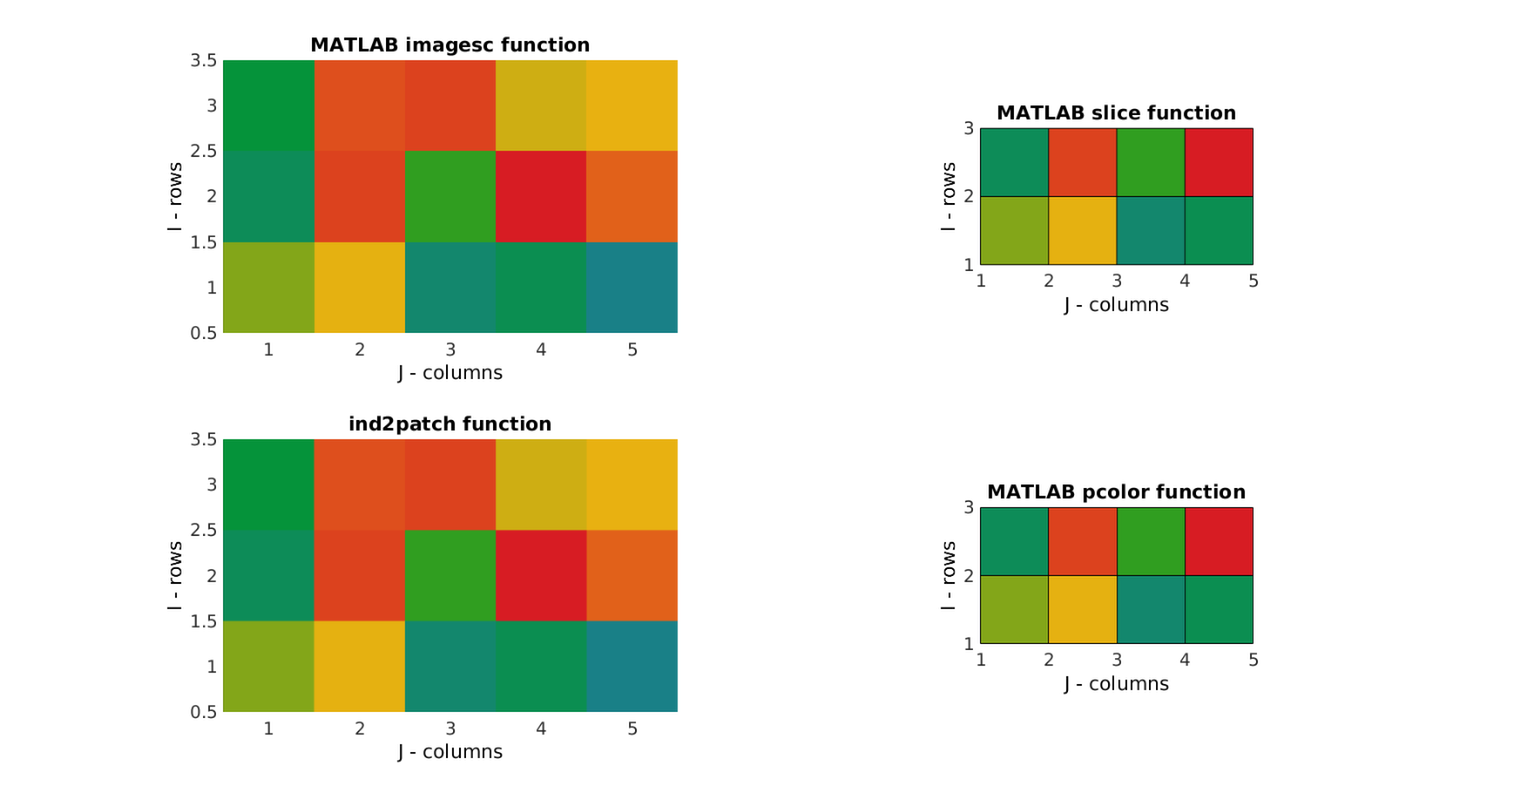 MATLAB imagesc function
3.5
3
2.5
2
1.5
1
0.5
I - rows
1 2 3 4 5
J - columns
MATLAB slice function
3
2
1
I - rows
1 2 3 4 5
J - columns
ind2patch function
3.5
3
2.5
2
1.5
1
0.5
I - rows
1 2 3 4 5
J - columns
MATLAB pcolor function
3
2
1
I - rows
1 2 3 4 5
J - columns